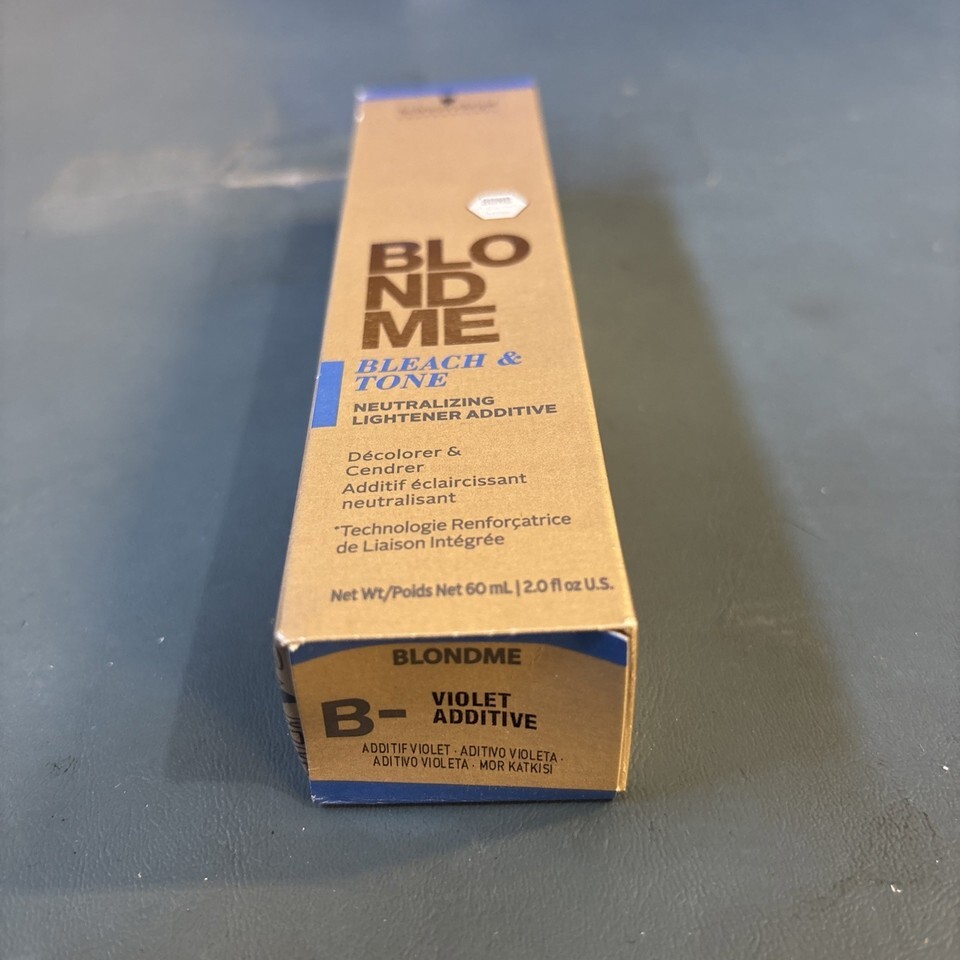 BLO
ND
ME
BLEACH &
TONE
NEUTRALIZING
LIGHTENER ADDITIVE
Décolorer &
Cendrer
Additif éclaircissant
neutralisant
*Technologie Renforçatrice
de Liaison Intégrée
Net Wt/Poids Net 60 mL | 2.0 fl oz U.S.
BLONDME
B- VIOLET
ADDITIVE
ADDITIF VIOLET · ADITIVO VIOLETA ·
ADITIVO VIOLETA · MOR KATKISI